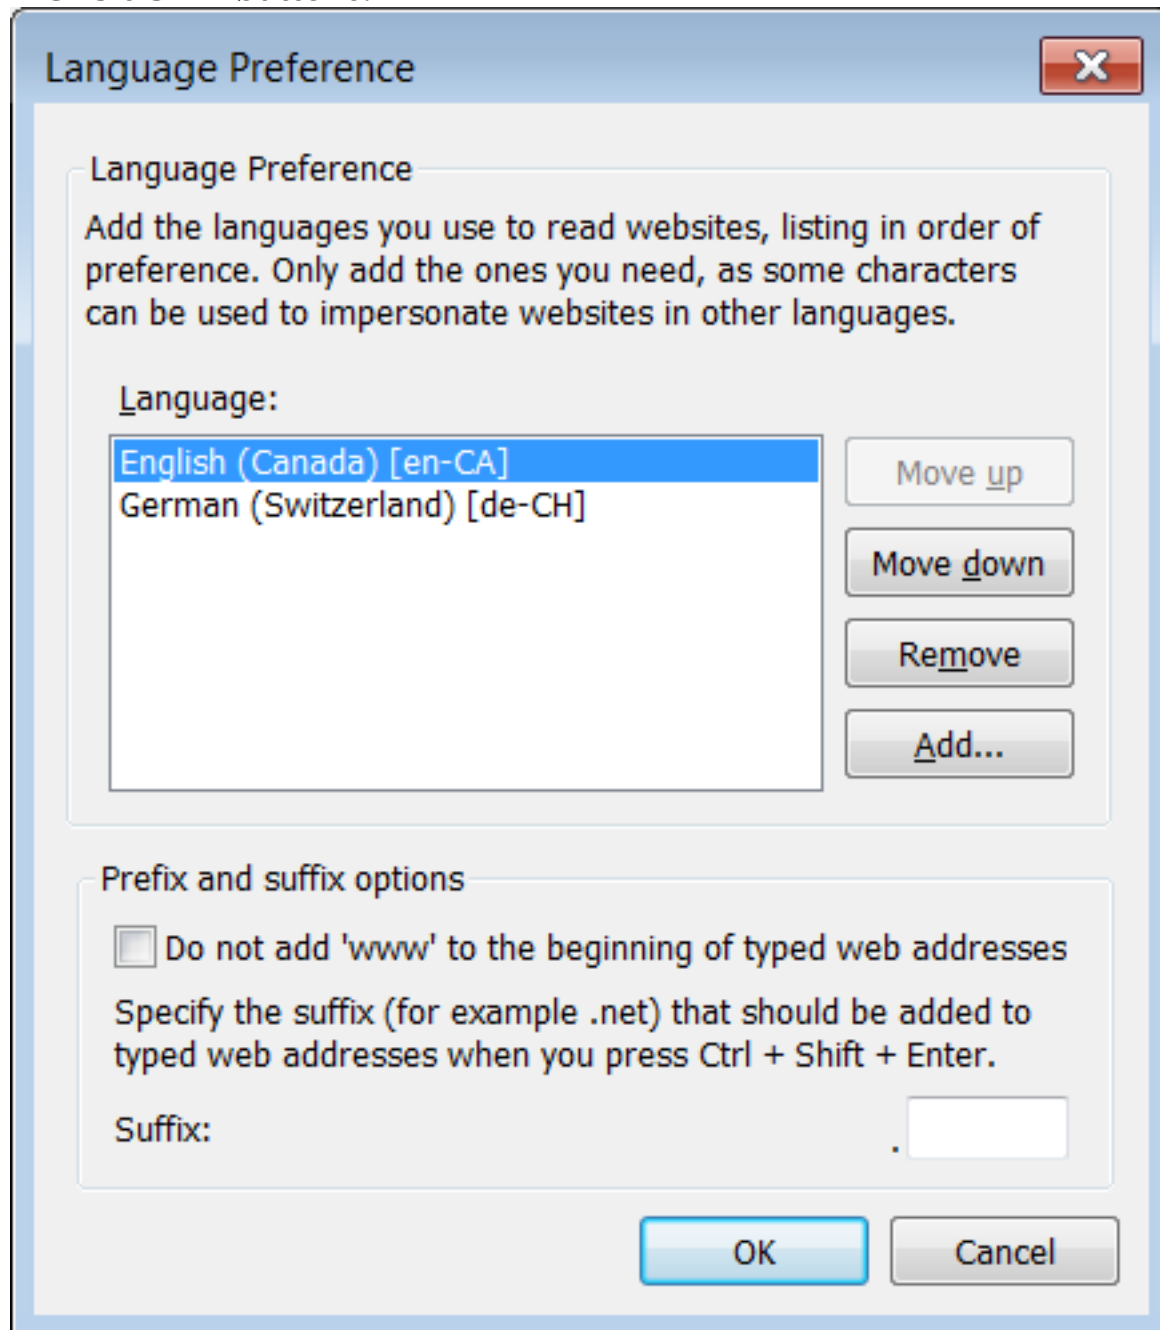 Language Preference
Language Preference
Add the languages you use to read websites, listing in order of
preference. Only add the ones you need, as some characters
can be used to impersonate websites in other languages.
Language:
English (Canada) [en-CA]
German (Switzerland) [de-CH]
Move up
Move down
Remove
Add...
Prefix and suffix options
Do not add 'www' to the beginning of typed web addresses
Specify the suffix (for example .net) that should be added to
typed web addresses when you press Ctrl + Shift + Enter.
Suffix:
.
OK
Cancel